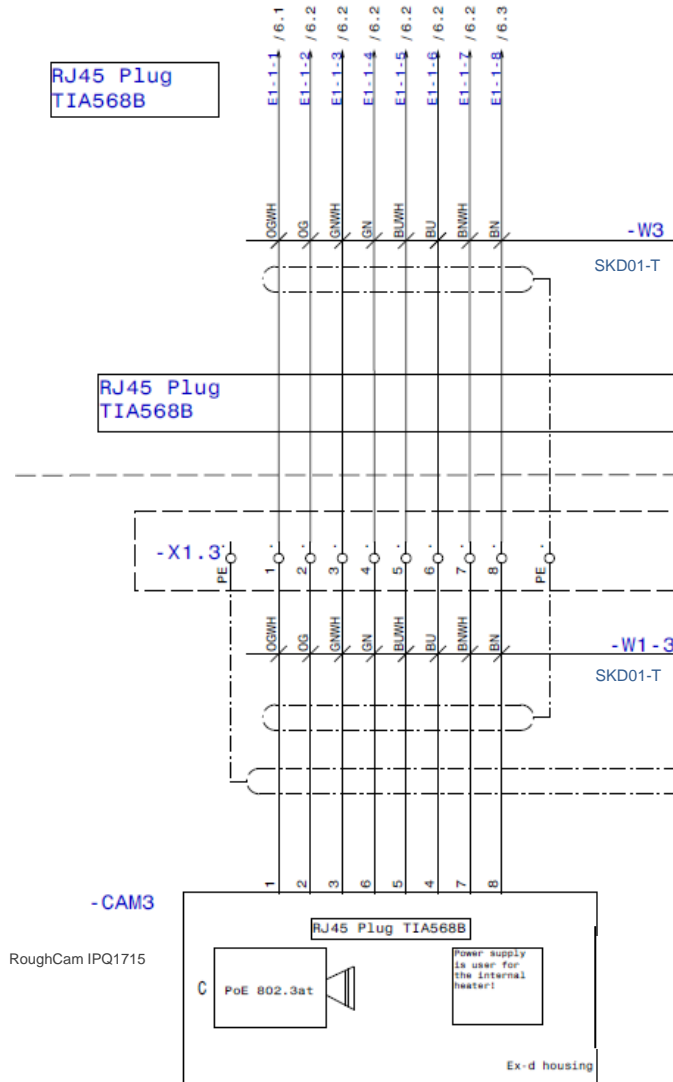 /6.1 /6.2 /6.2 /6.2 /6.2 /6.2 /6.2 /6.3
E1-1-1 E1-1-2 E1-1-3 E1-1-4 E1-1-5 E1-1-6 E1-1-7 E1-1-8
RJ45 Plug
TIA568B
OGWH OG GNWH GN BUWH BU BNWH BN
-W3
SKD01-T
RJ45 Plug
TIA568B
-X1.3
PE 1 2 3 4 5 6 7 8 PE
OGWH OG GNWH GN BUWH BU BNWH BN
-W1-3
SKD01-T
1 2 3 6 5 4 7 8
-CAM3
RJ45 Plug TIA568B
RoughCam IPQ1715
C PoE 802.3at
Power supply
is user for
the internal
heater!
Ex-d housing